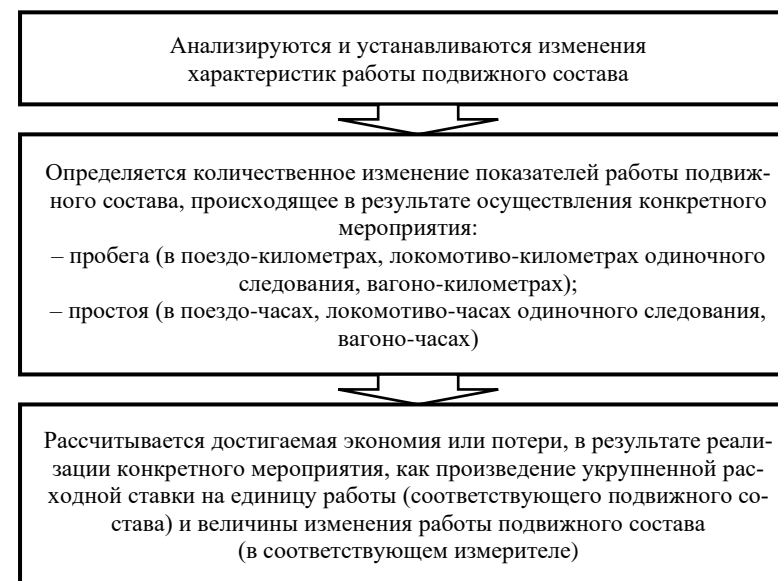 Анализируются и устанавливаются изменения
характеристик работы подвижного состава
Определяется количественное изменение показателей работы подвиж-
ного состава, происходящее в результате осуществления конкретного
мероприятия:
– пробега (в поездо-километрах, локомотиво-километрах одиночного
следования, вагоно-километрах);
– простоя (в поездо-часах, локомотиво-часах одиночного следования,
вагоно-часах)
Рассчитывается достигаемая экономия или потери, в результате реали-
зации конкретного мероприятия, как произведение укрупненной рас-
ходной ставки на единицу работы (соответствующего подвижного со-
става) и величины изменения работы подвижного состава
(в соответствующем измерителе)